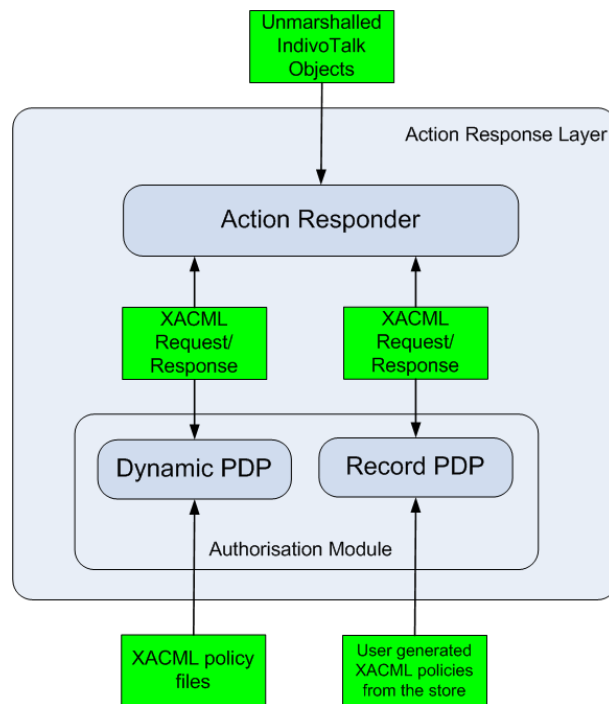 Unmarshalled
IndivoTalk
Objects
Action Response Layer
Action Responder
XACML
Request/
Response
XACML
Request/
Response
Dynamic PDP
Record PDP
Authorisation Module
XACML policy
files
User generated
XACML policies
from the store